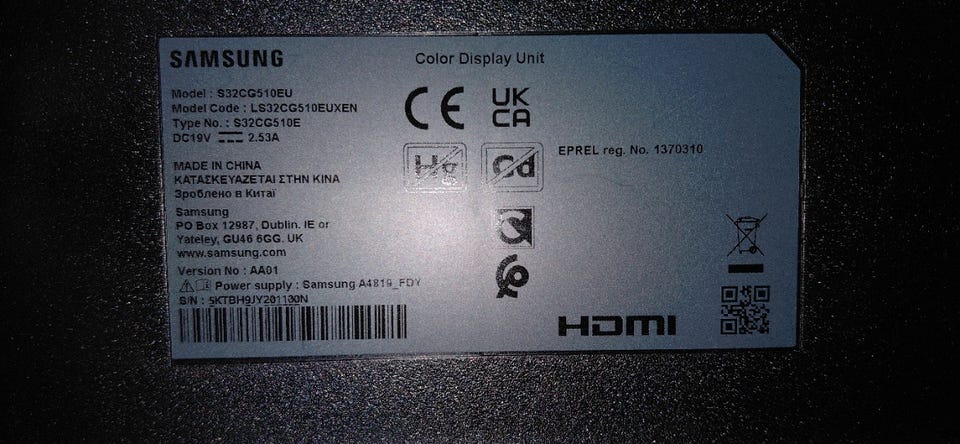 SAMSUNG
Color Display Unit
Model : S32CG510EU
Model Code : LS32CG510EUXEN
Type No. : S32CG510E
DC19V ⎓ 2.53A
CE
UK
CA
Hg
Cd
EPREL reg. No. 1370310
MADE IN CHINA
ΚΑΤΑΣΚΕΥΑΖΕΤΑΙ ΣΤΗΝ ΚΙΝΑ
Зроблено в Китаї
Samsung
PO Box 12987, Dublin. IE or
Yateley, GU46 6GG. UK
www.samsung.com
Version No : AA01
Power supply : Samsung A4819_FDY
S/N : 5KTBH9JY201100N
HDMI